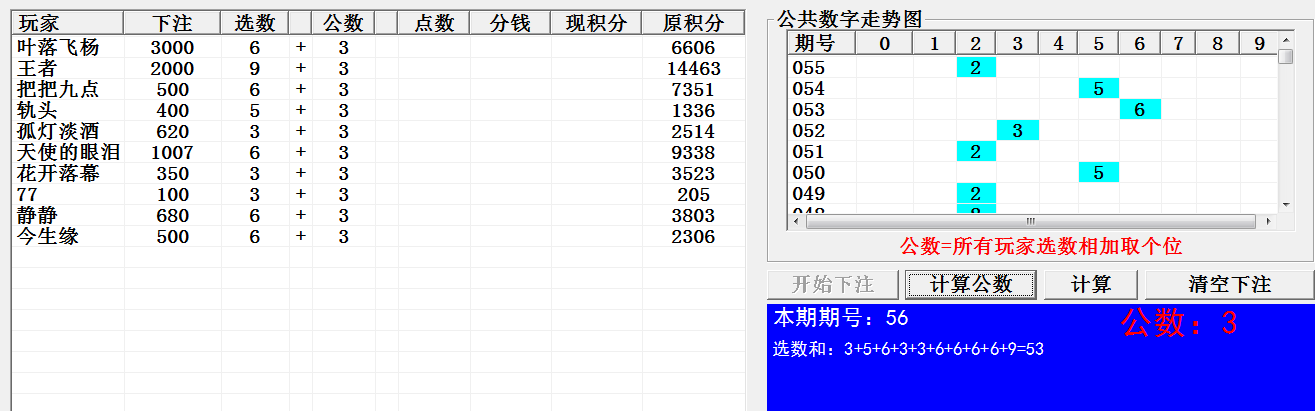 玩家 下注 选数 公数 点数 分钱 现积分 原积分
叶落飞杨 3000 6 + 3 6606
王者 2000 9 + 3 14463
把把九点 500 6 + 3 7351
轨头 400 5 + 3 1336
孤灯淡酒 620 3 + 3 2514
天使的眼泪 1007 6 + 3 9338
花开落幕 350 3 + 3 3523
77 100 3 + 3 205
静静 680 6 + 3 3803
今生缘 500 6 + 3 2306
公共数字走势图
期号 0 1 2 3 4 5 6 7 8 9
055 2
054 5
053 6
052 3
051 2
050 5
049 2
048 2
公数=所有玩家选数相加取个位
开始下注 计算公数 计算 清空下注
本期期号：56
公数：3
选数和：3+5+6+3+3+6+6+6+6+9=53